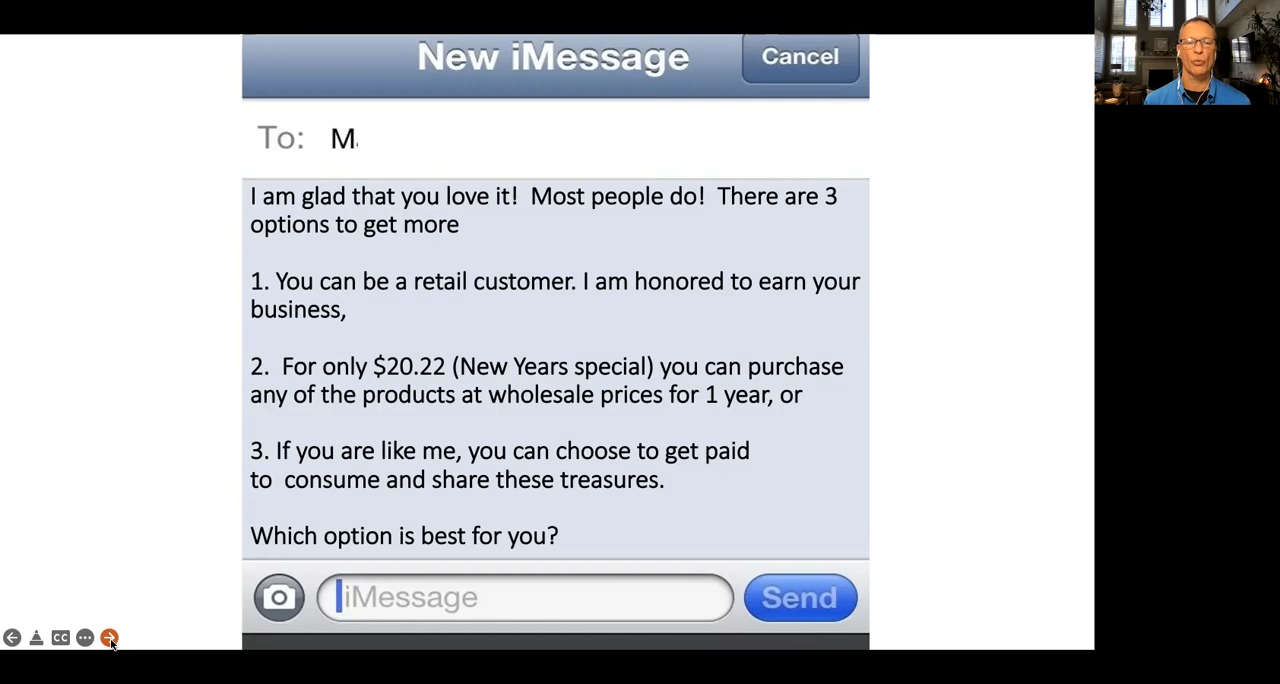 New iMessage
Cancel
To: M
I am glad that you love it!  Most people do!  There are 3
options to get more
1. You can be a retail customer. I am honored to earn your
business,
2.  For only $20.22 (New Years special) you can purchase
any of the products at wholesale prices for 1 year, or
3. If you are like me, you can choose to get paid
to  consume and share these treasures.
Which option is best for you?
iMessage
Send
CC